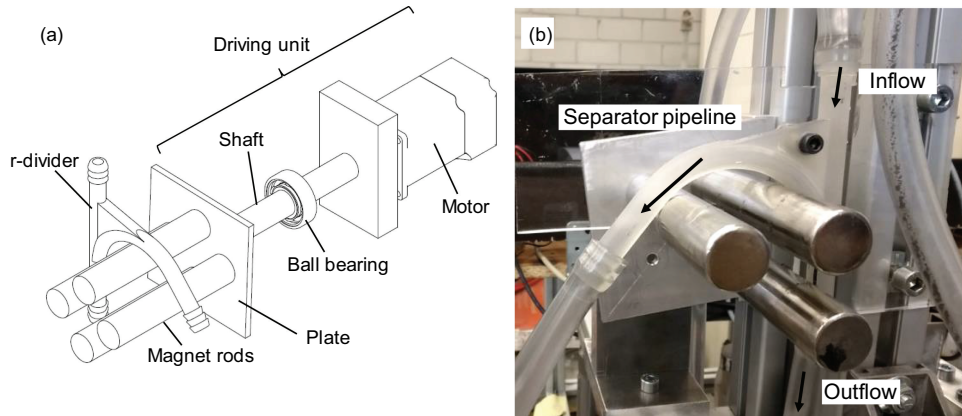 (a)
Driving unit
Shaft
r-divider
Motor
Ball bearing
Plate
Magnet rods
(b)
Inflow
Separator pipeline
Outflow